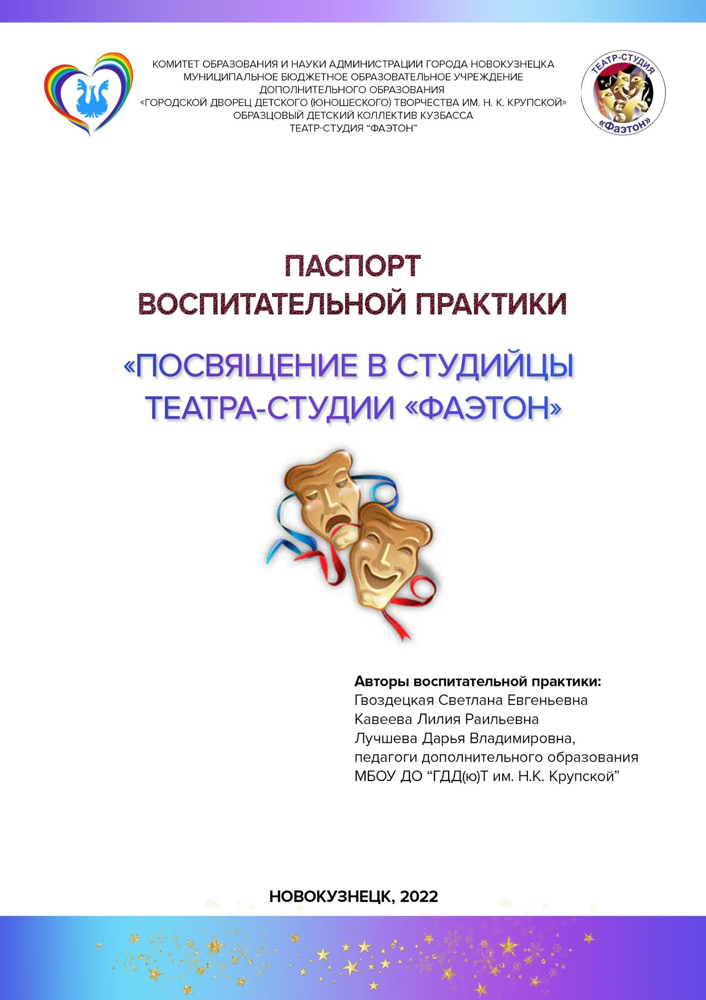 КОМИТЕТ ОБРАЗОВАНИЯ И НАУКИ АДМИНИСТРАЦИИ ГОРОДА НОВОКУЗНЕЦКА
МУНИЦИПАЛЬНОЕ БЮДЖЕТНОЕ ОБРАЗОВАТЕЛЬНОЕ УЧРЕЖДЕНИЕ
ДОПОЛНИТЕЛЬНОГО ОБРАЗОВАНИЯ
«ГОРОДСКОЙ ДВОРЕЦ ДЕТСКОГО (ЮНОШЕСКОГО) ТВОРЧЕСТВА ИМ. Н. К. КРУПСКОЙ»
ОБРАЗЦОВЫЙ ДЕТСКИЙ КОЛЛЕКТИВ КУЗБАССА
ТЕАТР-СТУДИЯ “ФАЭТОН”
ТЕАТР-СТУДИЯ
«Фаэтон»
ПАСПОРТ
ВОСПИТАТЕЛЬНОЙ ПРАКТИКИ
«ПОСВЯЩЕНИЕ В СТУДИЙЦЫ
ТЕАТРА-СТУДИИ «ФАЭТОН»
Авторы воспитательной практики:
Гвоздецкая Светлана Евгеньевна
Кавеева Лилия Раильевна
Лучшева Дарья Владимировна,
педагоги дополнительного образования
МБОУ ДО “ГДД(ю)Т им. Н.К. Крупской”
НОВОКУЗНЕЦК, 2022